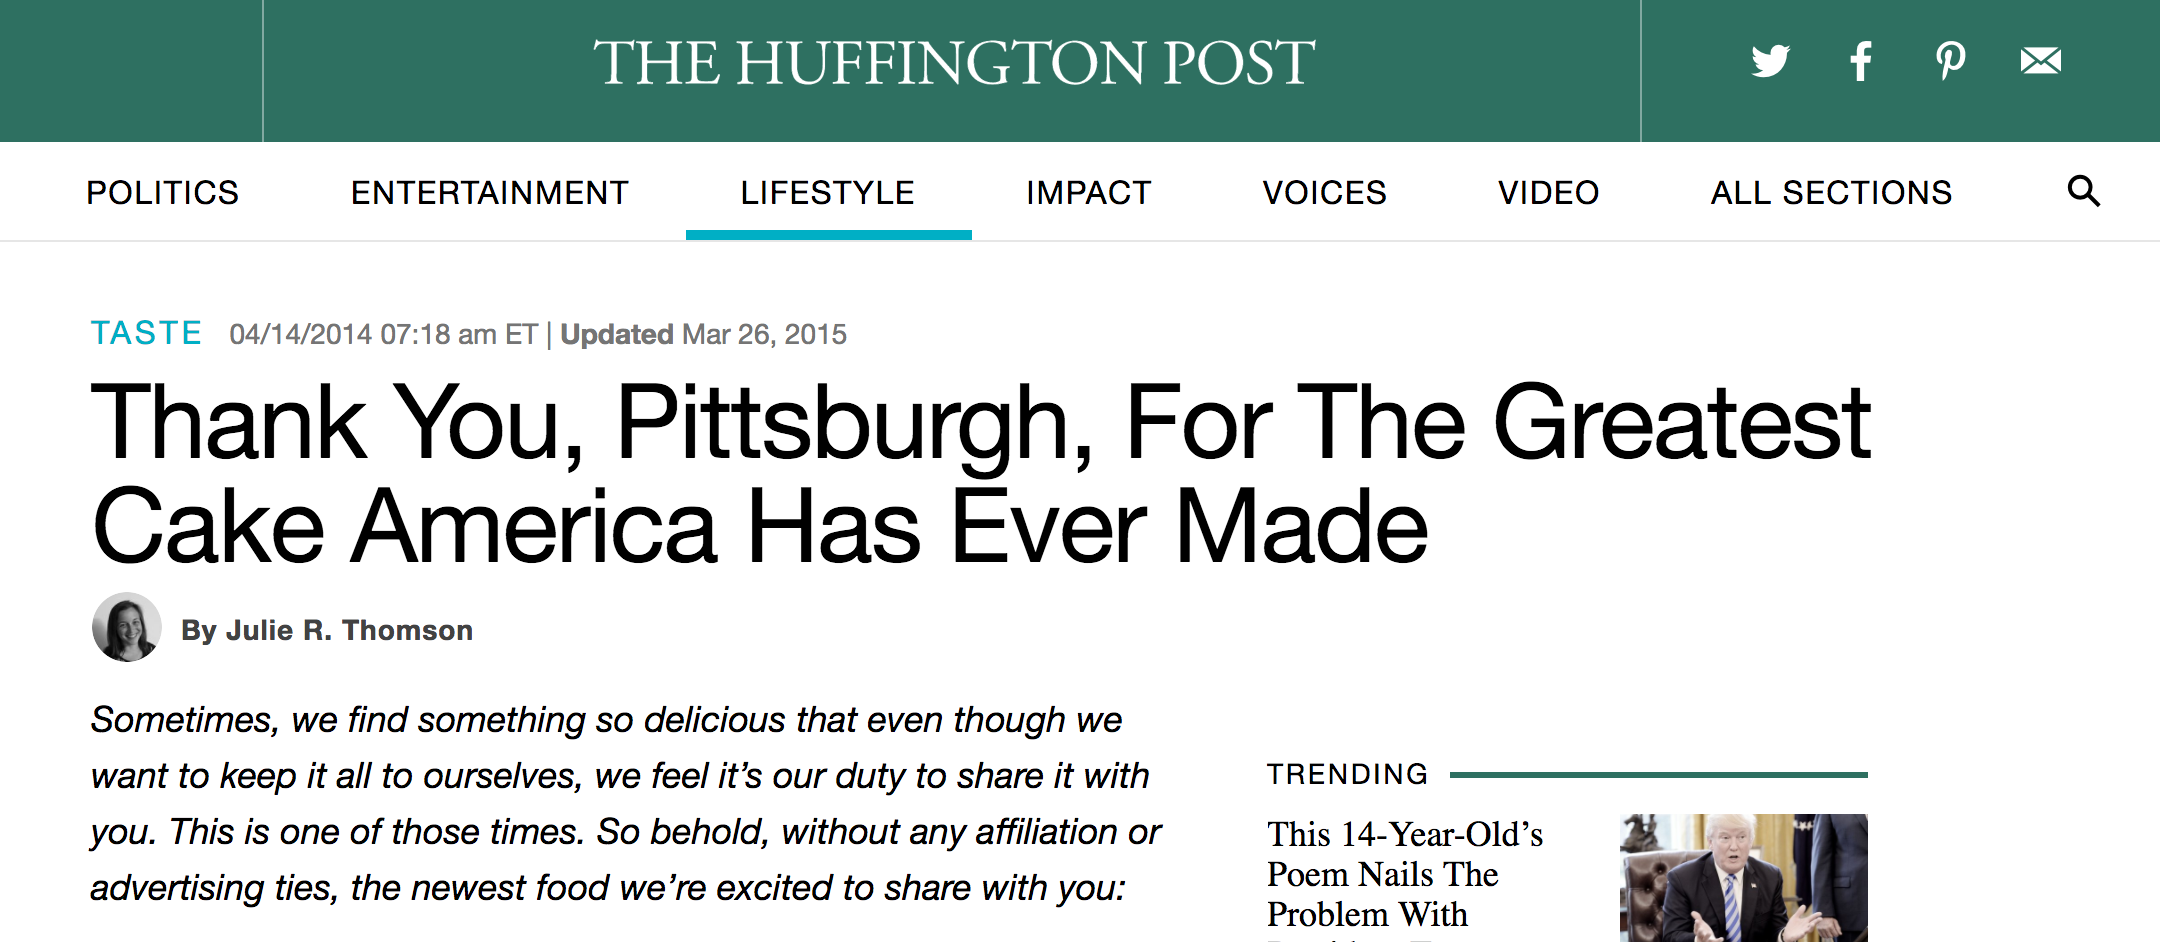 THE HUFFINGTON POST
POLITICS ENTERTAINMENT LIFESTYLE IMPACT VOICES VIDEO ALL SECTIONS
TASTE 04/14/2014 07:18 am ET | Updated Mar 26, 2015
Thank You, Pittsburgh, For The Greatest
Cake America Has Ever Made
By Julie R. Thomson
Sometimes, we find something so delicious that even though we
want to keep it all to ourselves, we feel it’s our duty to share it with
you. This is one of those times. So behold, without any affiliation or
advertising ties, the newest food we’re excited to share with you:
TRENDING
This 14-Year-Old’s
Poem Nails The
Problem With